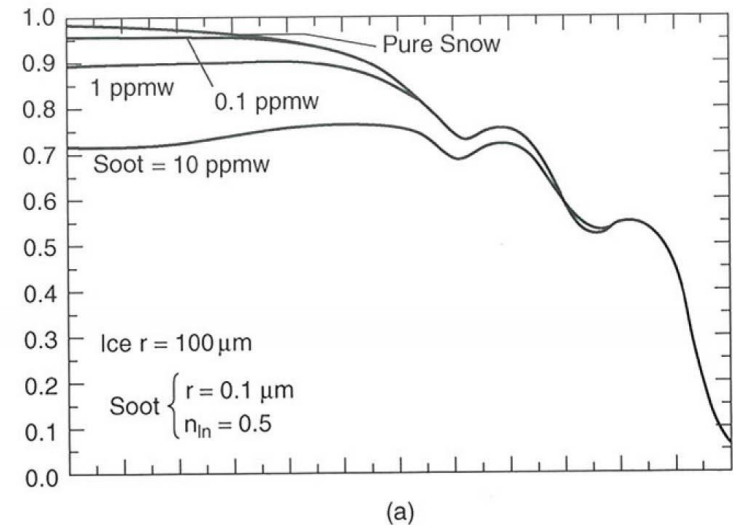 1.0
Pure Snow
0.9
1 ppmw
0.1 ppmw
0.8
0.7
Soot = 10 ppmw
0.6
0.5
0.4
0.3
Ice r = 100 μm
0.2
r = 0.1 μm
Soot
n_In = 0.5
0.1
0.0
(a)